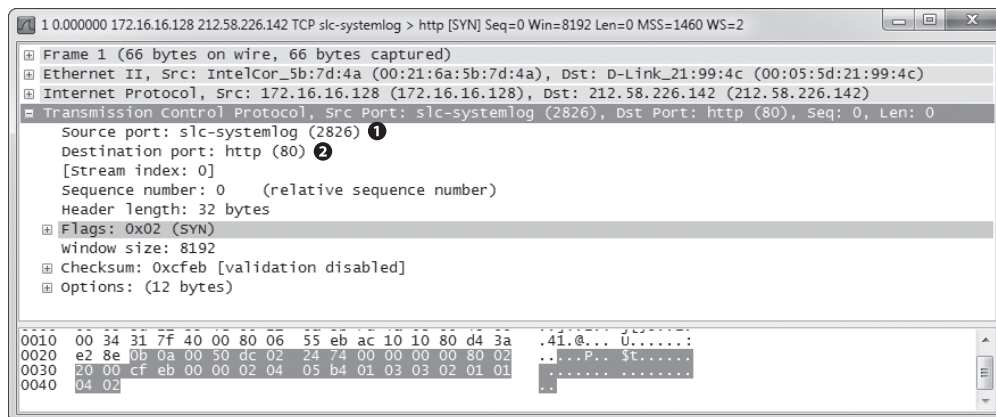 1 0.000000 172.16.16.128 212.58.226.142 TCP slc-systemlog > http [SYN] Seq=0 Win=8192 Len=0 MSS=1460 WS=2
Frame 1 (66 bytes on wire, 66 bytes captured)
Ethernet II, Src: IntelCor_5b:7d:4a (00:21:6a:5b:7d:4a), Dst: D-Link_21:99:4c (00:05:5d:21:99:4c)
Internet Protocol, Src: 172.16.16.128 (172.16.16.128), Dst: 212.58.226.142 (212.58.226.142)
Transmission Control Protocol, Src Port: slc-systemlog (2826), Dst Port: http (80), Seq: 0, Len: 0
Source port: slc-systemlog (2826) ❶
Destination port: http (80) ❷
[Stream index: 0]
Sequence number: 0 (relative sequence number)
Header length: 32 bytes
Flags: 0x02 (SYN)
Window size: 8192
Checksum: 0xcfeb [validation disabled]
Options: (12 bytes)
0010 00 34 31 7f 40 00 80 06 55 eb ac 10 10 80 d4 3a .41.@... U......:
0020 e2 8e 0b 0a 00 50 dc 02 24 74 00 00 00 00 80 02 .....P.. $t......
0030 20 00 cf eb 00 00 02 04 05 b4 01 03 03 02 01 01 ....... ........
0040 04 02 ..